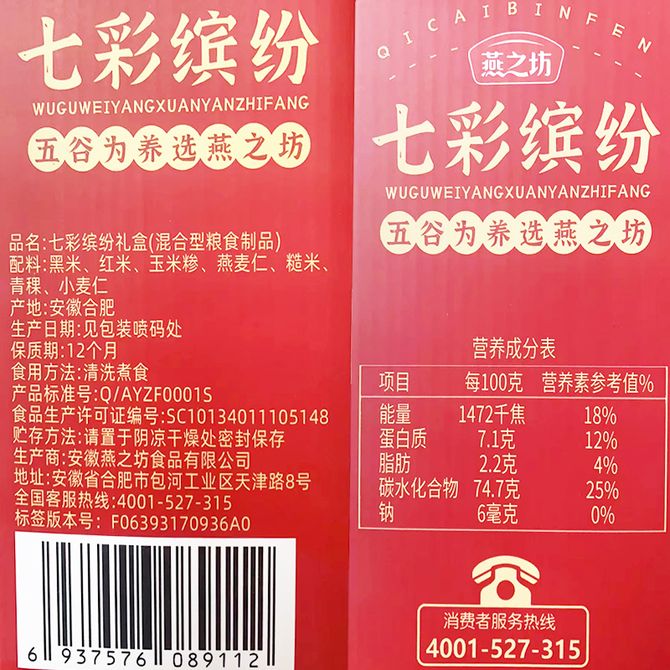 七彩缤纷
WUGUWEIYANGXUANYANZHIFANG
五谷为养选燕之坊
品名:七彩缤纷礼盒(混合型粮食制品)
配料:黑米、红米、玉米糁、燕麦仁、糙米、
青稞、小麦仁
产地:安徽合肥
生产日期:见包装喷码处
保质期:12个月
食用方法:清洗煮食
产品标准号:Q/AYZF0001S
食品生产许可证编号:SC10134011105148
贮存方法:请置于阴凉干燥处密封保存
生产商:安徽燕之坊食品有限公司
地址:安徽省合肥市包河工业区天津路8号
全国客服热线:4001-527-315
标签版本号: F06393170936A0
6 937576 089112
QICAIBINFEN
燕之坊
七彩缤纷
WUGUWEIYANGXUANYANZHIFANG
五谷为养选燕之坊
营养成分表
项目 每100克 营养素参考值%
能量 1472千焦 18%
蛋白质 7.1克 12%
脂肪 2.2克 4%
碳水化合物 74.7克 25%
钠 6毫克 0%
消费者服务热线
4001-527-315